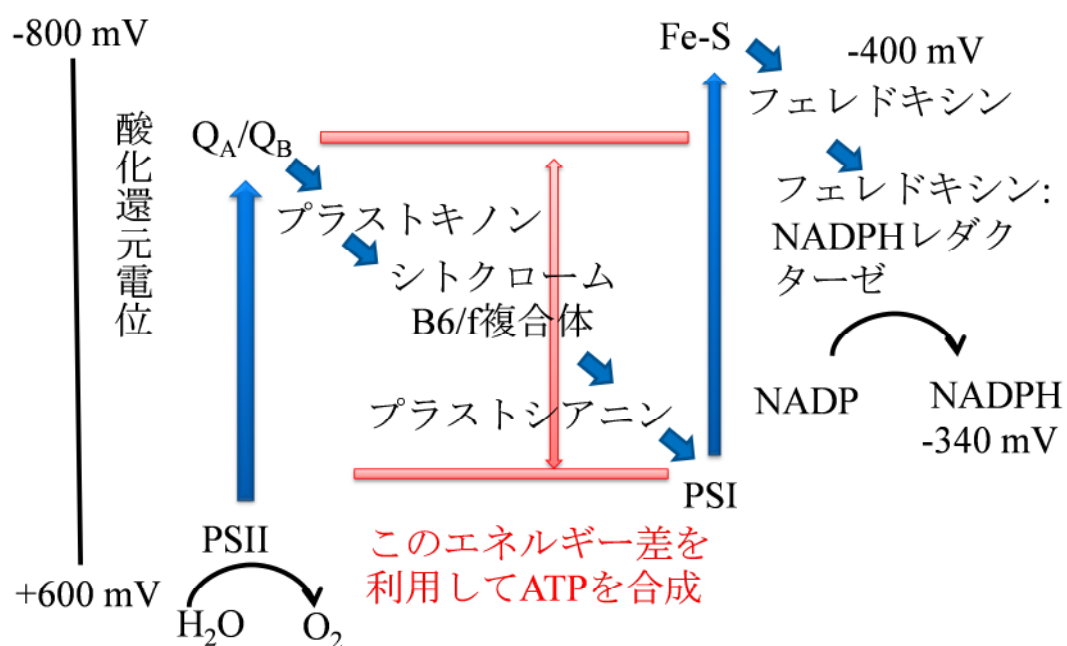 -800 mV
酸化還元電位
+600 mV
Q_A/Q_B
プラストキノン
シトクローム
B6/f複合体
プラストシアニン
PSII
H₂O
O₂
このエネルギー差を
利用してATPを合成
Fe-S
-400 mV
フェレドキシン
フェレドキシン:
NADPHレダク
ターゼ
NADP
NADPH
-340 mV
PSI